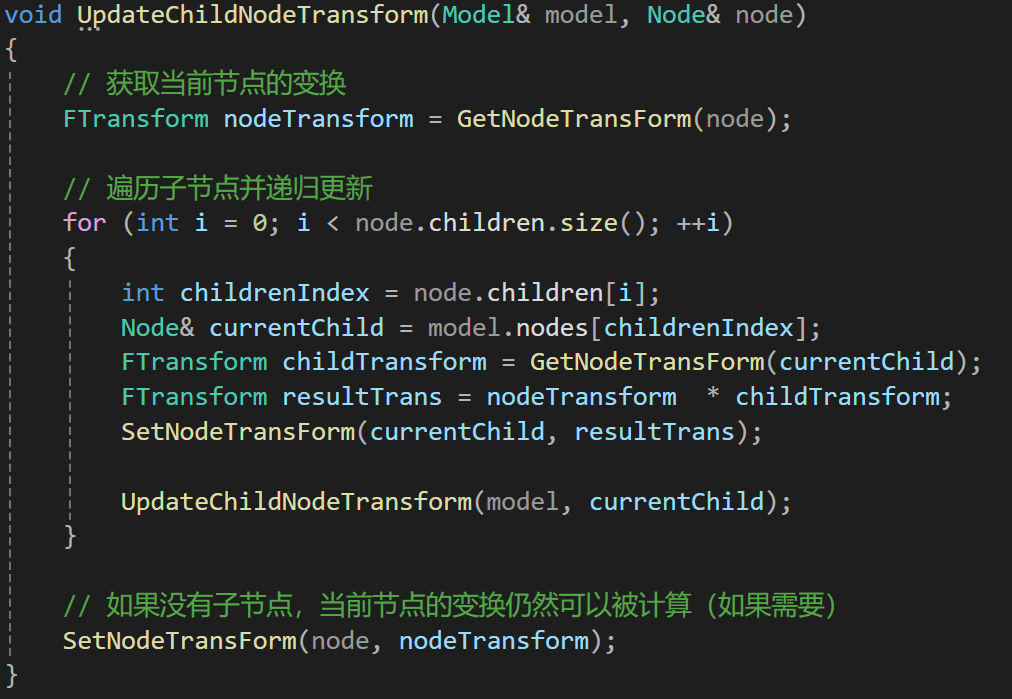 void UpdateChildNodeTransform(Model& model, Node& node)
{
    // 获取当前节点的变换
    FTransform nodeTransform = GetNodeTransForm(node);
    // 遍历子节点并递归更新
    for (int i = 0; i < node.children.size(); ++i)
    {
        int childrenIndex = node.children[i];
        Node& currentChild = model.nodes[childrenIndex];
        FTransform childTransform = GetNodeTransForm(currentChild);
        FTransform resultTrans = nodeTransform  * childTransform;
        SetNodeTransForm(currentChild, resultTrans);
        UpdateChildNodeTransform(model, currentChild);
    }
    // 如果没有子节点，当前节点的变换仍然可以被计算（如果需要）
    SetNodeTransForm(node, nodeTransform);
}